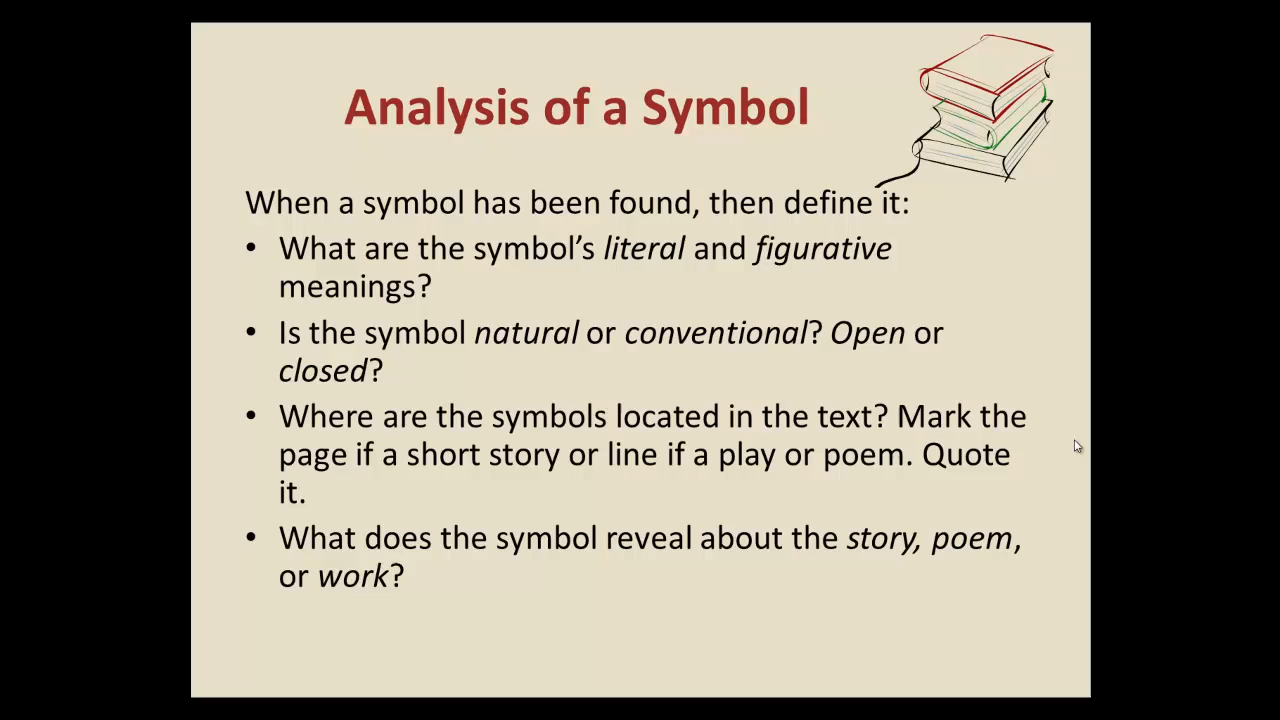 Analysis of a Symbol
When a symbol has been found, then define it:
• What are the symbol’s literal and figurative
meanings?
• Is the symbol natural or conventional? Open or
closed?
• Where are the symbols located in the text? Mark the
page if a short story or line if a play or poem. Quote
it.
• What does the symbol reveal about the story, poem,
or work?